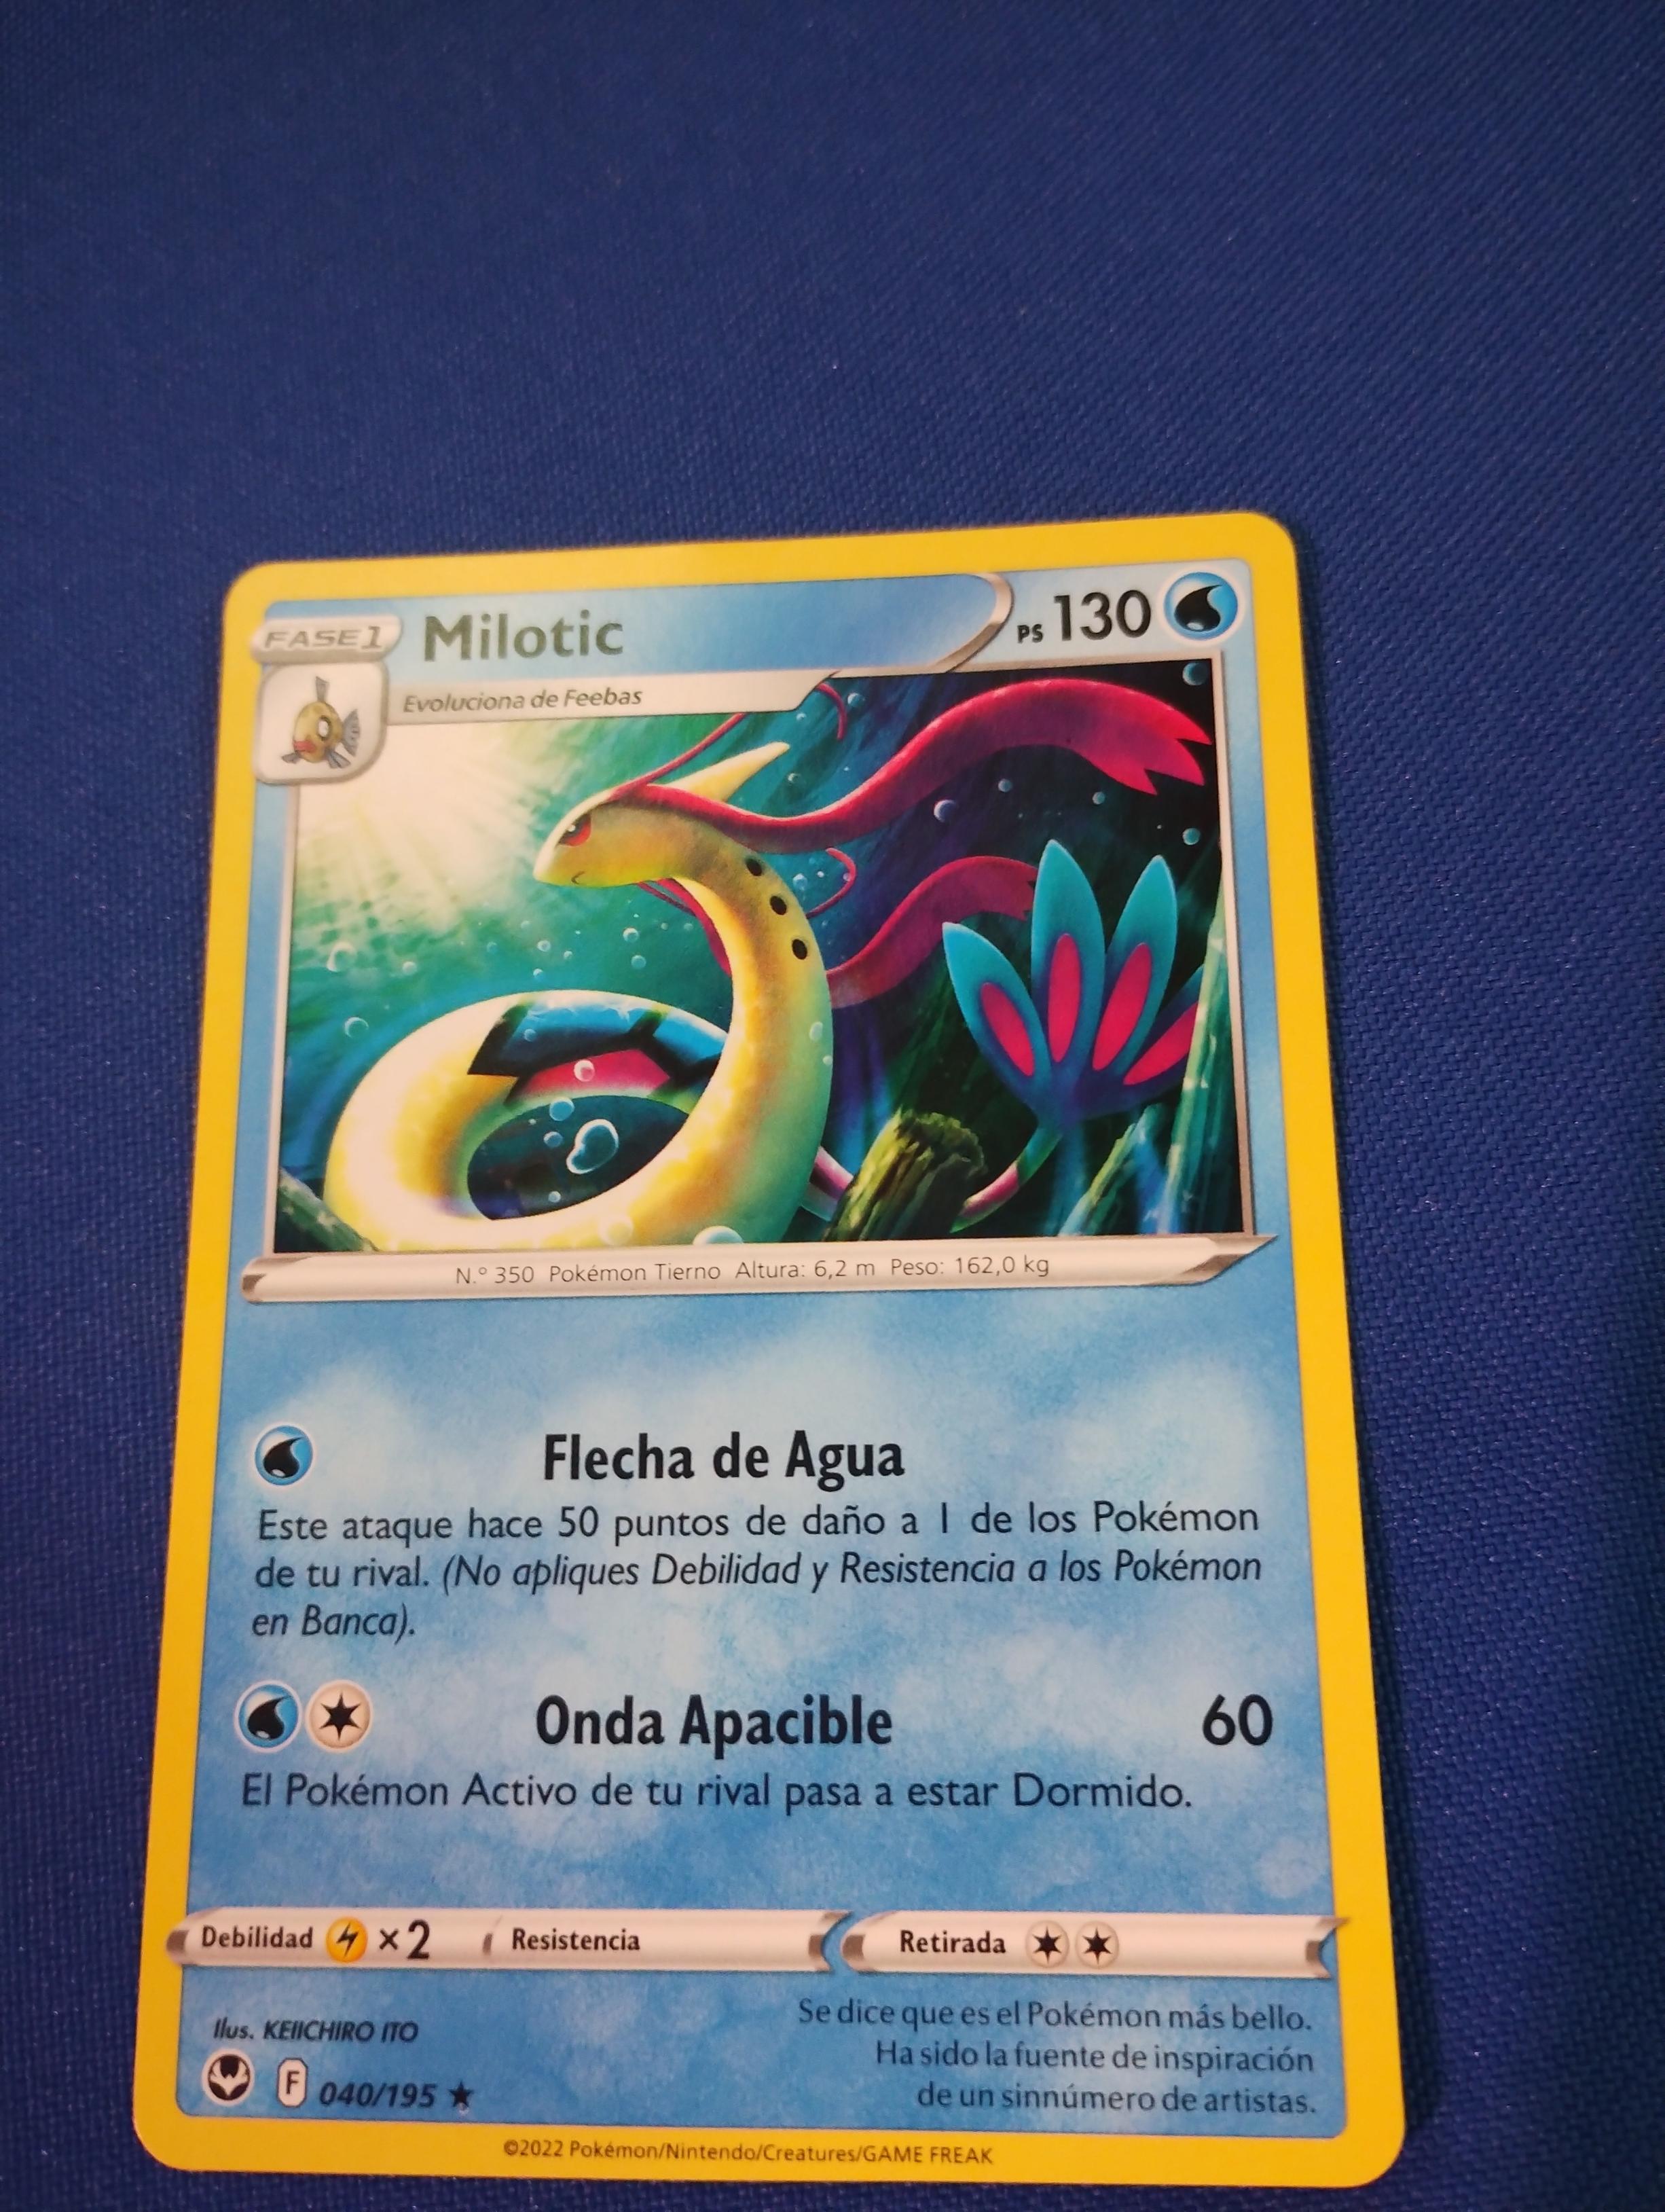 FASE 1 Milotic PS 130
Evoluciona de Feebas
N.º 350 Pokémon Tierno Altura: 6,2 m Peso: 162,0 kg
Flecha de Agua
Este ataque hace 50 puntos de daño a 1 de los Pokémon
de tu rival. (No apliques Debilidad y Resistencia a los Pokémon
en Banca).
Onda Apacible 60
El Pokémon Activo de tu rival pasa a estar Dormido.
Debilidad ×2 Resistencia Retirada
Ilus. KEIICHIRO ITO
F 040/195 ★
Se dice que es el Pokémon más bello.
Ha sido la fuente de inspiración
de un sinnúmero de artistas.
©2022 Pokémon/Nintendo/Creatures/GAME FREAK